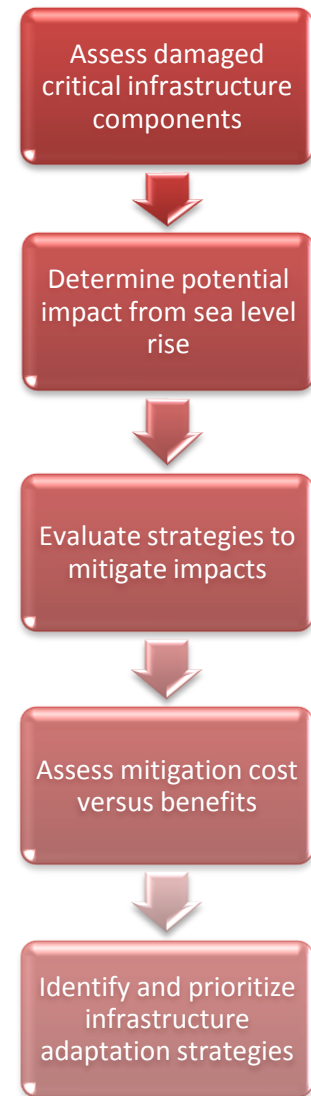 Assess damaged
critical infrastructure
components
Determine potential
impact from sea level
rise
Evaluate strategies to
mitigate impacts
Assess mitigation cost
versus benefits
Identify and prioritize
infrastructure
adaptation strategies